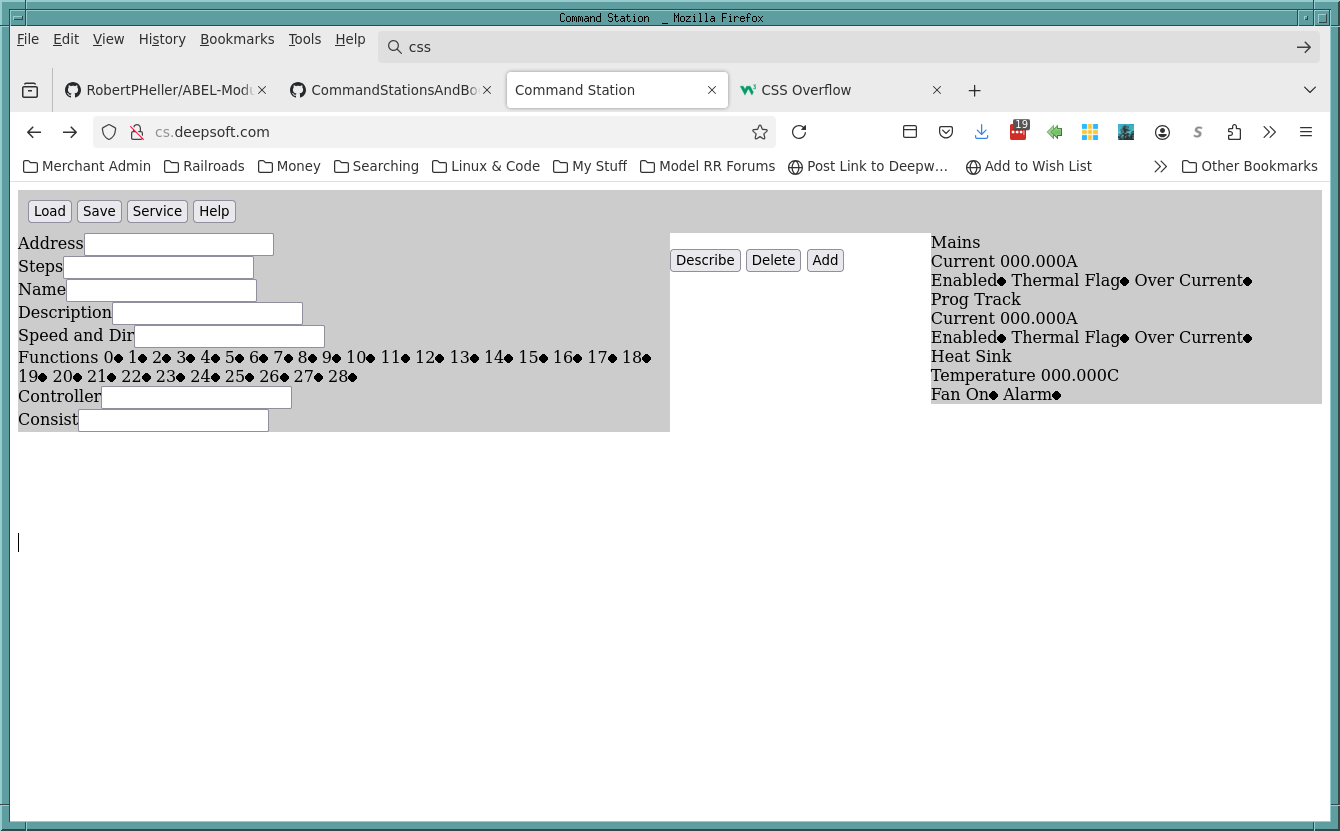 Command Station _ Mozilla Firefox
File Edit View History Bookmarks Tools Help
css
RobertPHeller/ABEL-Modu
CommandStationsAndBo
Command Station
CSS Overflow
cs.deepsoft.com
19
S
Merchant Admin Railroads Money Searching Linux & Code My Stuff Model RR Forums Post Link to Deepw... Add to Wish List Other Bookmarks
Load Save Service Help
Address
Steps
Name
Description
Speed and Dir
Functions 0 1 2 3 4 5 6 7 8 9 10 11 12 13 14 15 16 17 18
19 20 21 22 23 24 25 26 27 28
Controller
Consist
Describe Delete Add
Mains
Current 000.000A
Enabled Thermal Flag Over Current
Prog Track
Current 000.000A
Enabled Thermal Flag Over Current
Heat Sink
Temperature 000.000C
Fan On Alarm